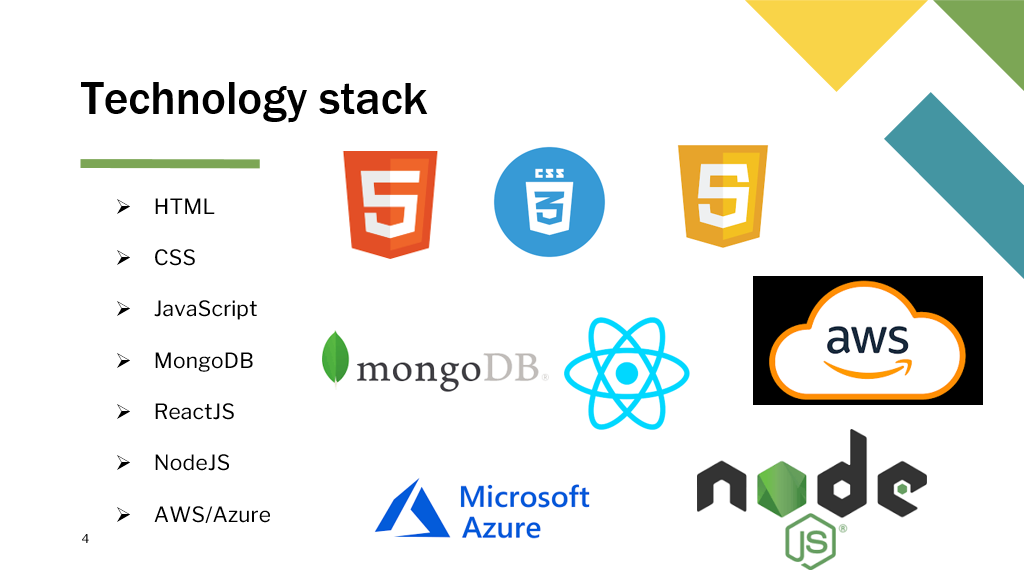 Technology stack
HTML
CSS
JavaScript
MongoDB
ReactJS
NodeJS
AWS/Azure
4
5
CSS
3
5
aws
mongoDB®
node
JS®
Microsoft
Azure